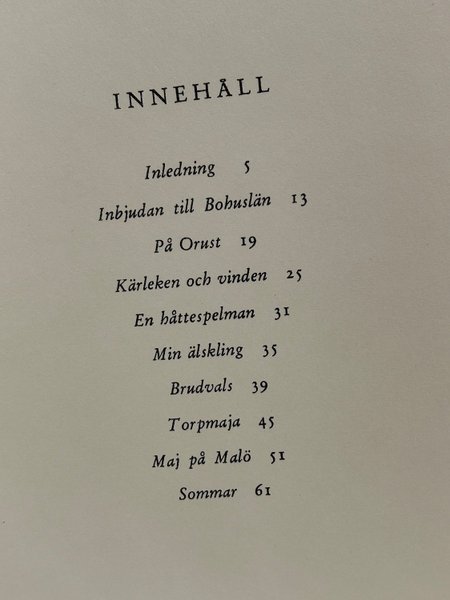 INNEHÅLL
Inledning 5
Inbjudan till Bohuslän 13
På Orust 19
Kärleken och vinden 25
En håttespelman 31
Min älskling 35
Brudvals 39
Torpmaja 45
Maj på Malö 51
Sommar 61